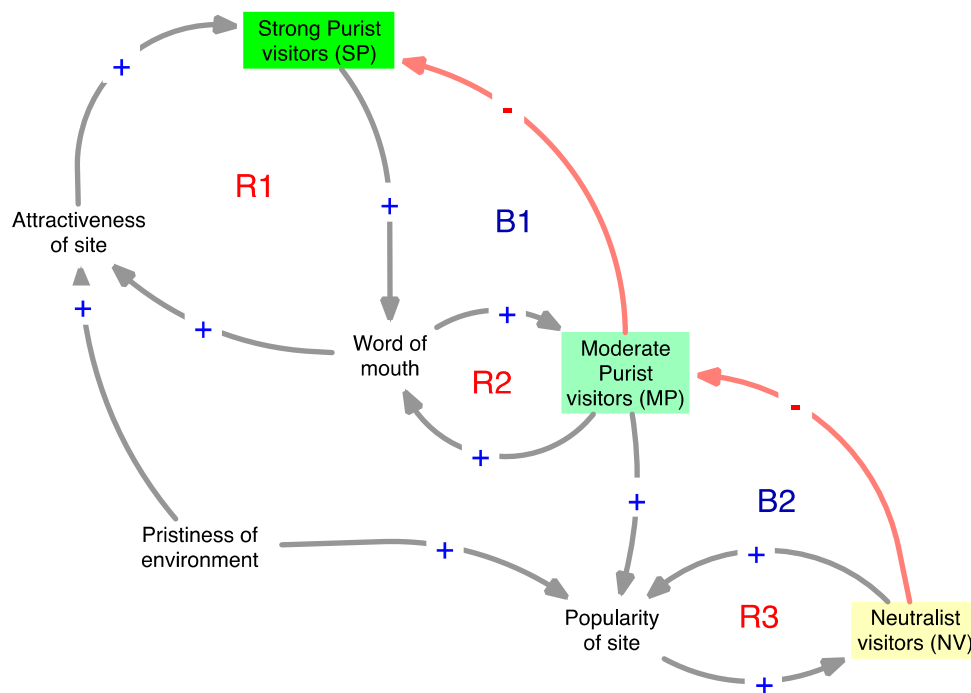 Strong Purist
visitors (SP)
+
-
R1
+
Attractiveness
of site
B1
+
+
+
Word of
mouth
Moderate
Purist
visitors (MP)
R2
-
+
+
B2
Pristiness of
environment
+
+
Popularity
of site
R3
Neutralist
visitors (NV)
+